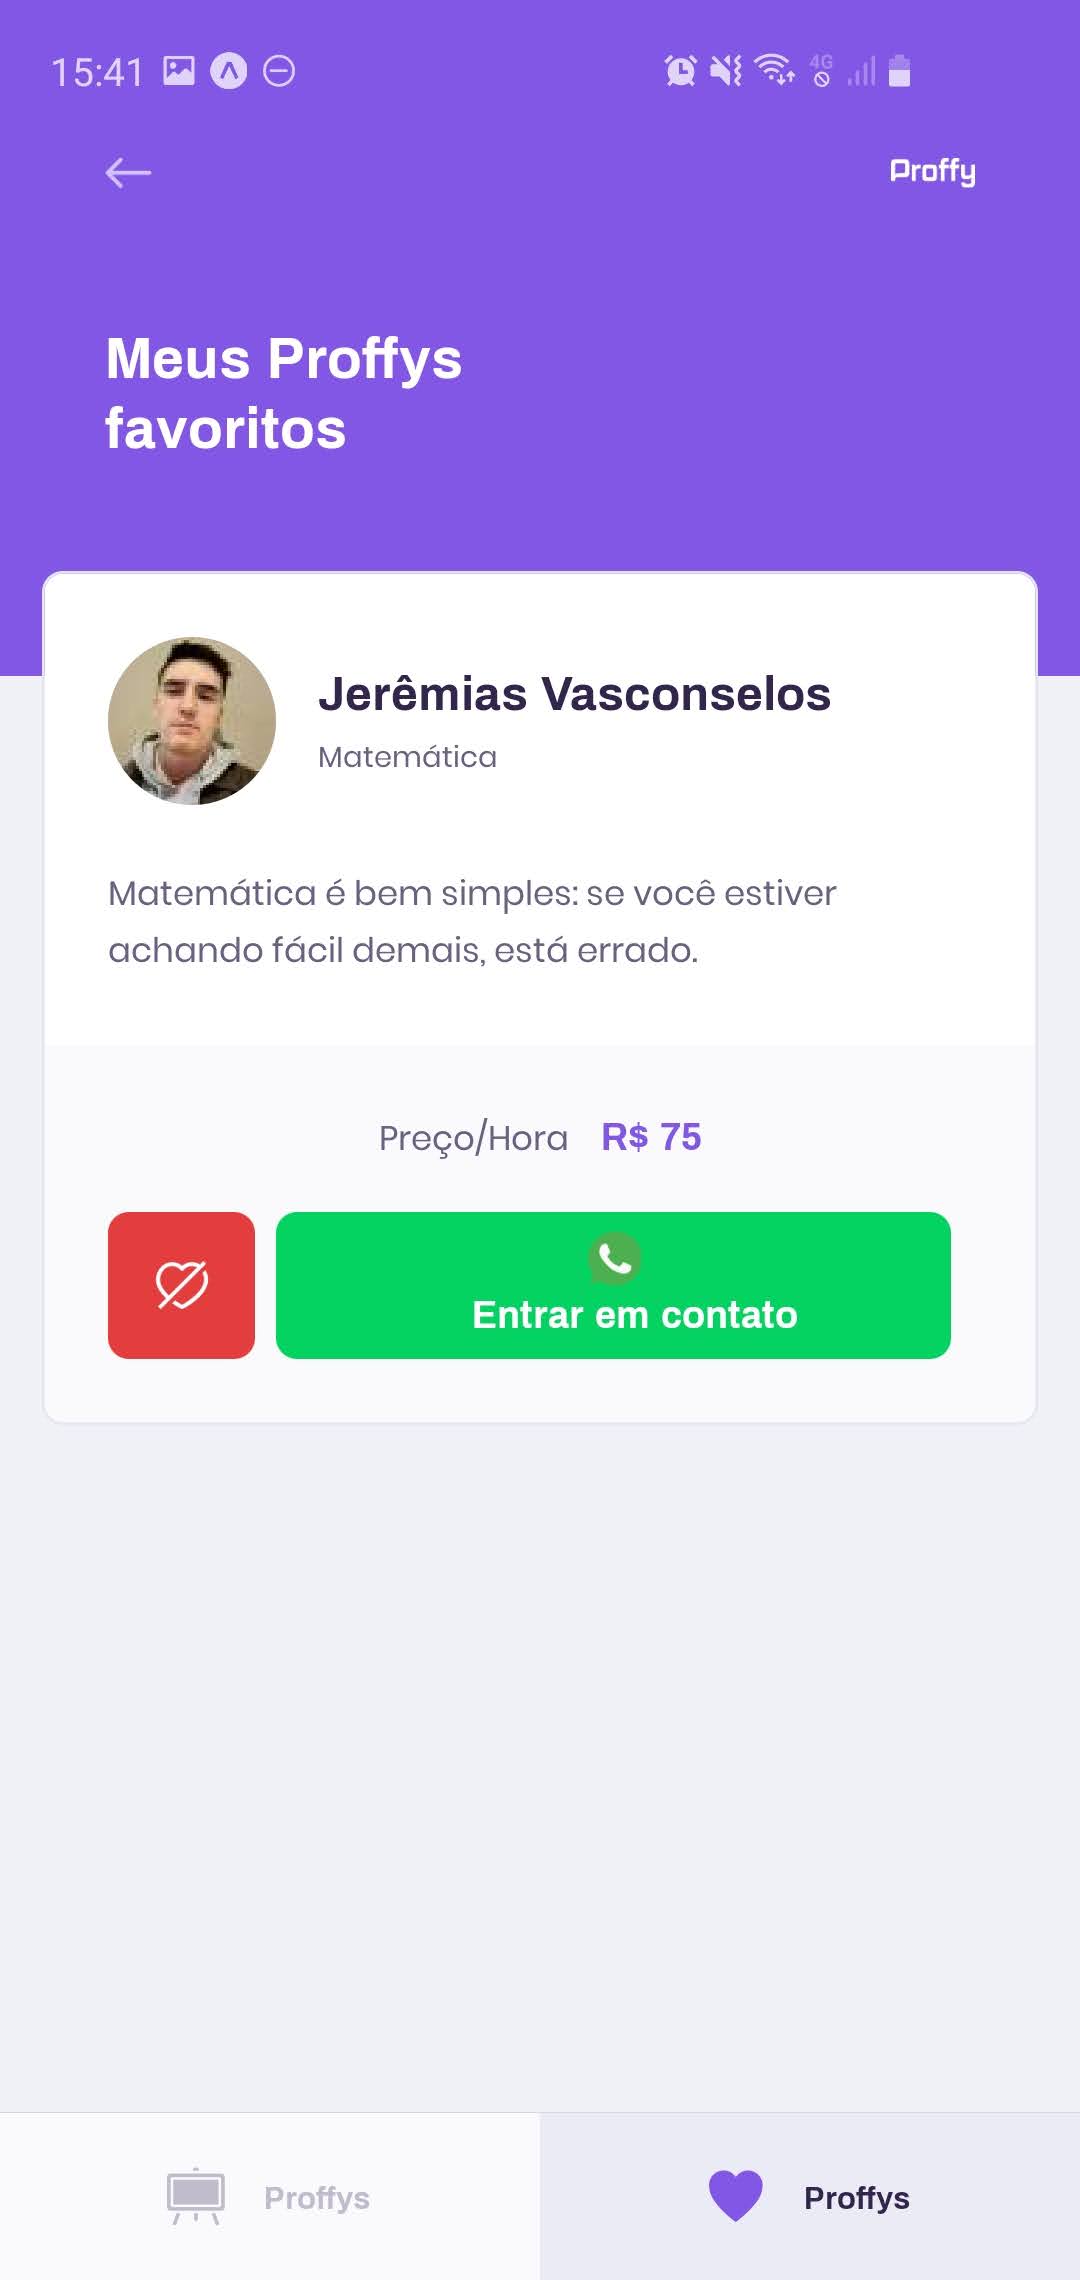 15:41
4G
Proffy
Meus Proffys
favoritos
Jerêmias Vasconselos
Matemática
Matemática é bem simples: se você estiver
achando fácil demais, está errado.
Preço/Hora R$ 75
Entrar em contato
Proffys Proffys